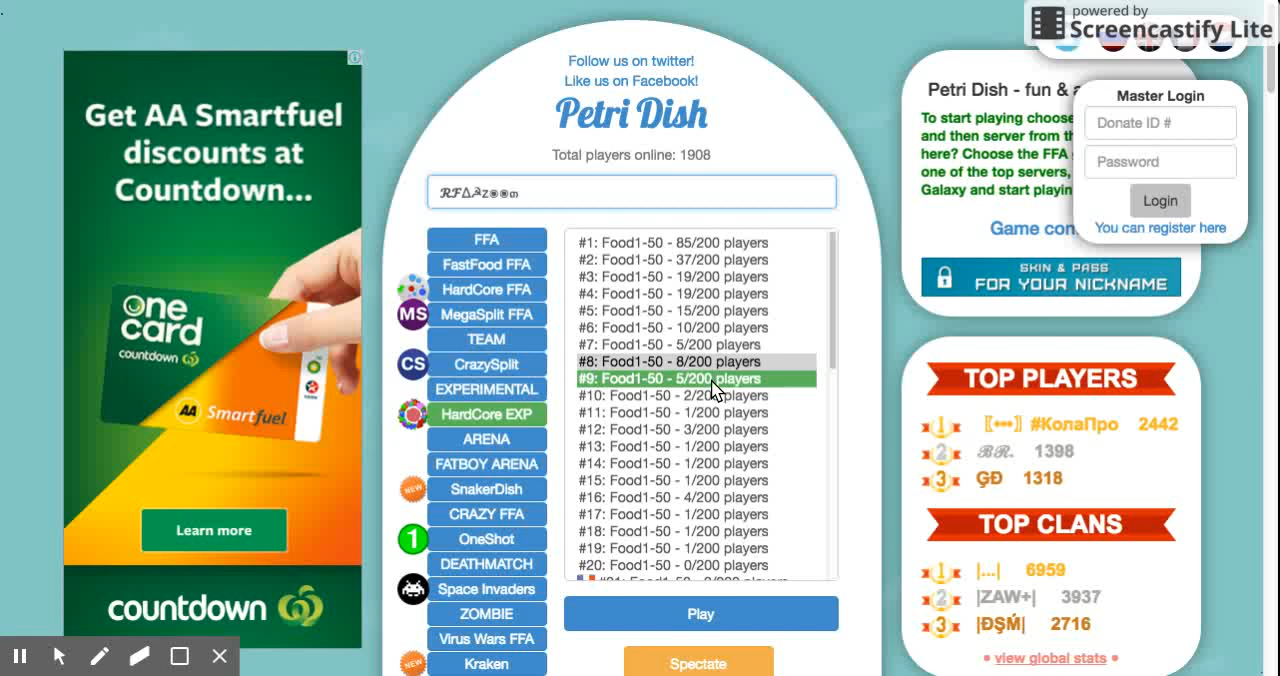 powered by
Screencastify Lite
Get AA Smartfuel
discounts at
Countdown...
one
card
countdown
AA Smartfuel
Learn more
countdown
Follow us on twitter!
Like us on Facebook!
Petri Dish
Total players online: 1908
FFA
FastFood FFA
HardCore FFA
MS
MegaSplit FFA
TEAM
CS
CrazySplit
EXPERIMENTAL
HardCore EXP
ARENA
FATBOY ARENA
NEW
SnakerDish
CRAZY FFA
1
OneShot
DEATHMATCH
Space Invaders
ZOMBIE
Virus Wars FFA
NEW
Kraken
#1: Food1-50 - 85/200 players
#2: Food1-50 - 37/200 players
#3: Food1-50 - 19/200 players
#4: Food1-50 - 19/200 players
#5: Food1-50 - 15/200 players
#6: Food1-50 - 10/200 players
#7: Food1-50 - 5/200 players
#8: Food1-50 - 8/200 players
#9: Food1-50 - 5/200 players
#10: Food1-50 - 2/200 players
#11: Food1-50 - 1/200 players
#12: Food1-50 - 3/200 players
#13: Food1-50 - 1/200 players
#14: Food1-50 - 1/200 players
#15: Food1-50 - 1/200 players
#16: Food1-50 - 4/200 players
#17: Food1-50 - 1/200 players
#18: Food1-50 - 1/200 players
#19: Food1-50 - 1/200 players
#20: Food1-50 - 0/200 players
Play
Spectate
Petri Dish - fun &
To start playing choose
and then server from
here? Choose the FFA
one of the top servers,
Galaxy and start playin
Game
SKIN & PASS
FOR YOUR NICKNAME
Master Login
Donate ID #
Password
Login
You can register here
TOP PLAYERS
1 〖•••〗 #КолаПро 2442
2 ℬℛ. 1398
3 ĢĐ 1318
TOP CLANS
1 |...| 6959
2 |ZAW+| 3937
3 |ĐŞḾ| 2716
• view global stats •